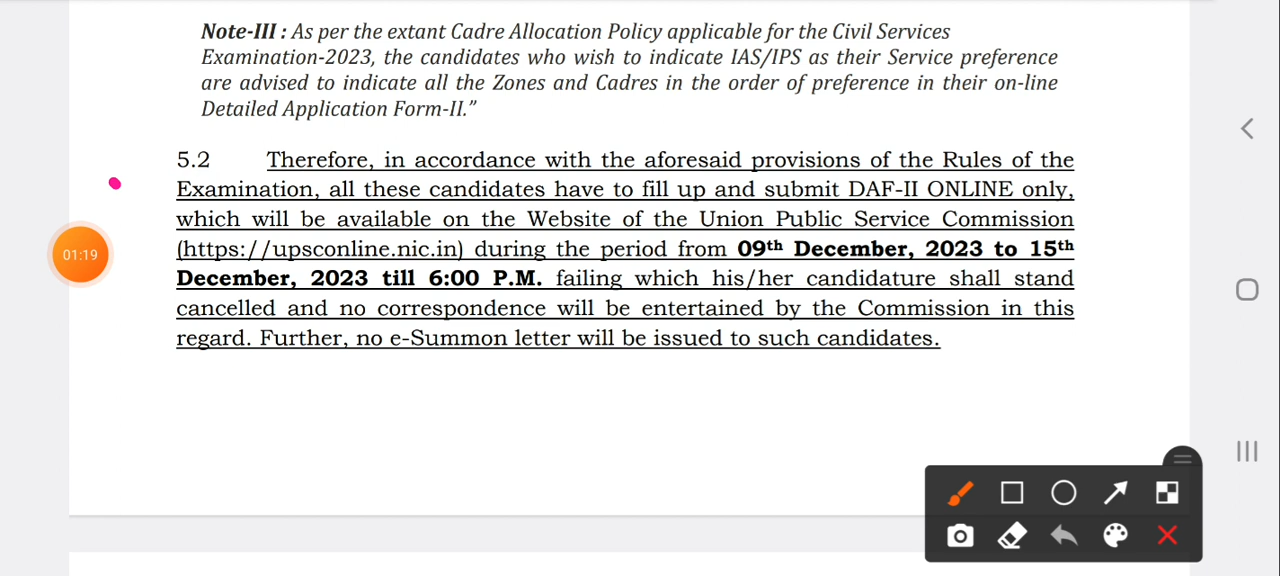 Note-III : As per the extant Cadre Allocation Policy applicable for the Civil Services
Examination-2023, the candidates who wish to indicate IAS/IPS as their Service preference
are advised to indicate all the Zones and Cadres in the order of preference in their on-line
Detailed Application Form-II.”
5.2 Therefore, in accordance with the aforesaid provisions of the Rules of the
Examination, all these candidates have to fill up and submit DAF-II ONLINE only,
which will be available on the Website of the Union Public Service Commission
(https://upsconline.nic.in) during the period from 09th December, 2023 to 15th
01:19
December, 2023 till 6:00 P.M. failing which his/her candidature shall stand
cancelled and no correspondence will be entertained by the Commission in this
regard. Further, no e-Summon letter will be issued to such candidates.